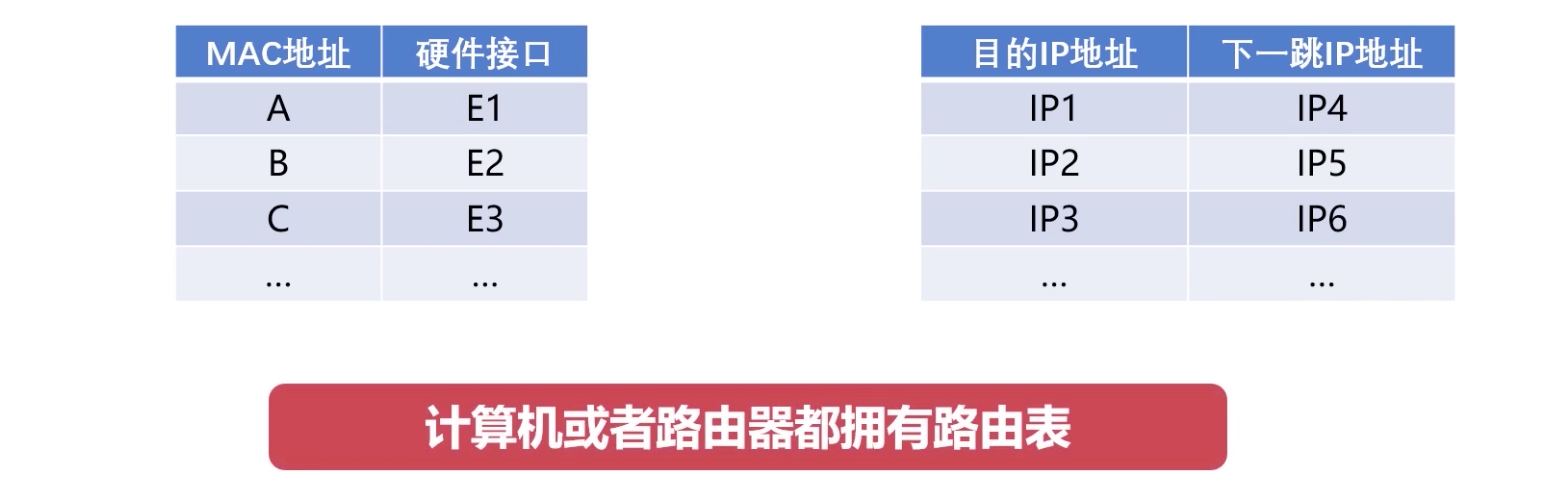 MAC地址 硬件接口
A E1
B E2
C E3
... ...
目的IP地址 下一跳IP地址
IP1 IP4
IP2 IP5
IP3 IP6
... ...
计算机或者路由器都拥有路由表